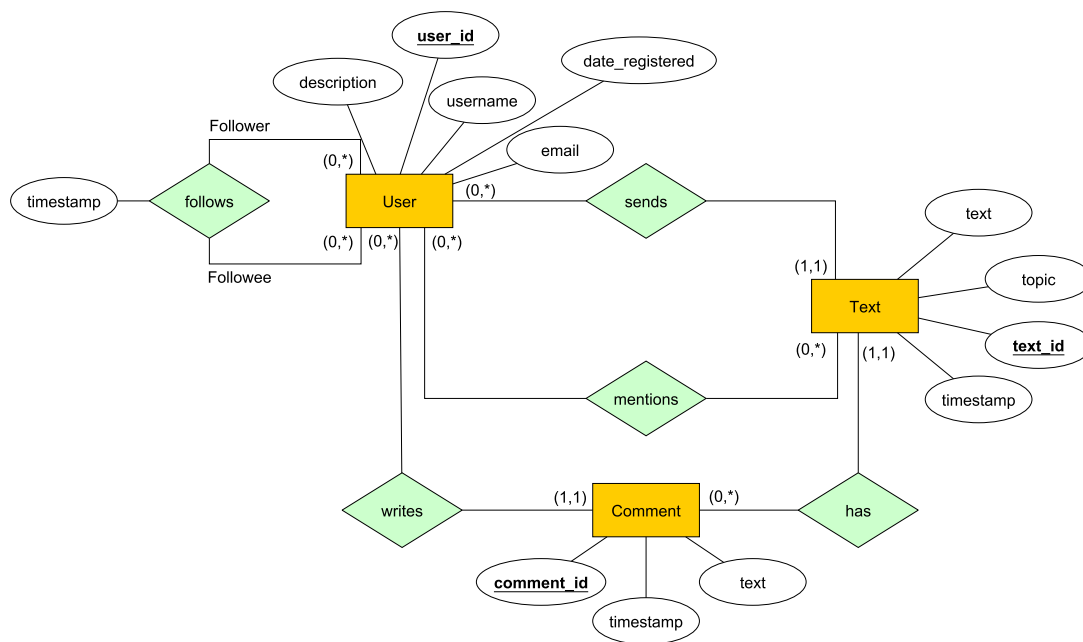 user_id
date_registered
description
username
Follower
email
(0,*)
(0,*)
timestamp
follows
User
sends
text
(0,*)
(0,*)
(0,*)
(1,1)
Followee
topic
Text
(0,*)
(1,1)
text_id
mentions
timestamp
(1,1)
(0,*)
writes
Comment
has
comment_id
text
timestamp